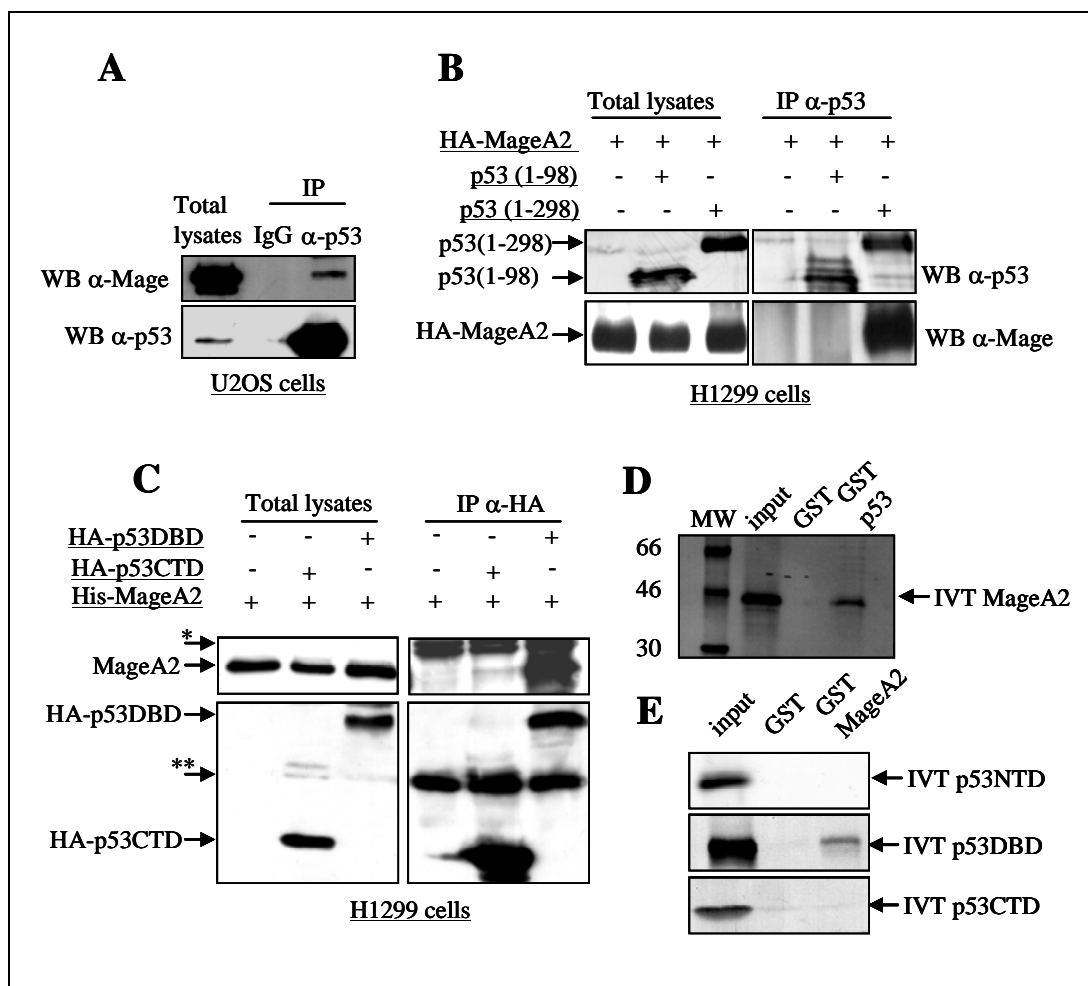 A
IP
Total
lysates IgG α-p53
WB α-Mage
WB α-p53
U2OS cells
B
Total lysates IP α-p53
HA-MageA2 + + + + + +
p53 (1-98) - + - - + -
p53 (1-298) - - + - - +
p53(1-298)
p53(1-98)
WB α-p53
HA-MageA2
WB α-Mage
H1299 cells
C
Total lysates IP α-HA
HA-p53DBD - - + - - +
HA-p53CTD - + - - + -
His-MageA2 + + + + + +
*
MageA2
HA-p53DBD
**
HA-p53CTD
H1299 cells
D
MW input GST GST p53
66
46
30
IVT MageA2
E
input GST GST MageA2
IVT p53NTD
IVT p53DBD
IVT p53CTD